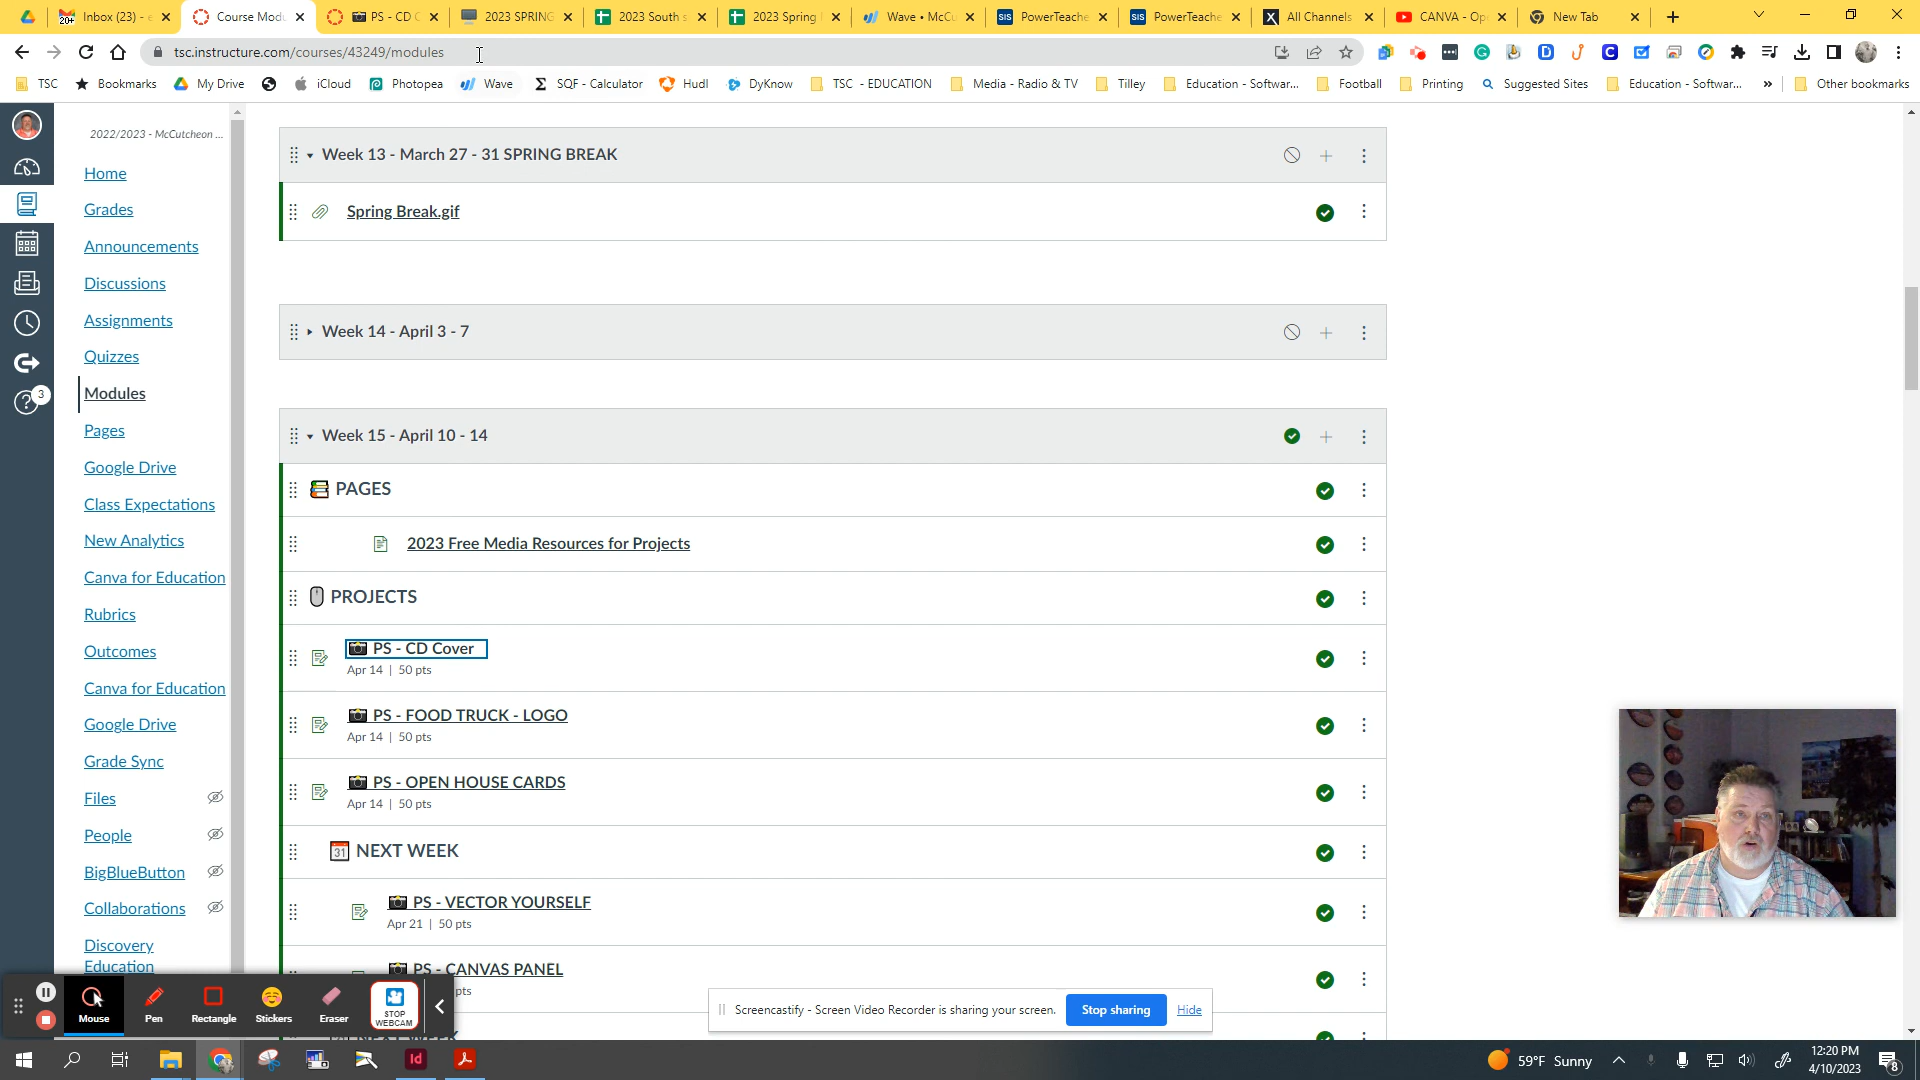 Inbox (23) - e
Course Modu
PS - CD C
2023 SPRING
2023 South s
2023 Spring I
Wave • McCu
PowerTeache
PowerTeache
All Channels
CANVA - Op
New Tab
tsc.instructure.com/courses/43249/modules
TSC
Bookmarks
My Drive
iCloud
Photopea
Wave
SQF - Calculator
Hudl
DyKnow
TSC - EDUCATION
Media - Radio & TV
Tilley
Education - Softwar...
Football
Printing
Suggested Sites
Education - Softwar...
»
Other bookmarks
2022/2023 - McCutcheon ...
Home
Grades
Announcements
Discussions
Assignments
Quizzes
Modules
Pages
Google Drive
Class Expectations
New Analytics
Canva for Education
Rubrics
Outcomes
Canva for Education
Google Drive
Grade Sync
Files
People
BigBlueButton
Collaborations
Discovery
Education
3
Week 13 - March 27 - 31 SPRING BREAK
Spring Break.gif
Week 14 - April 3 - 7
Week 15 - April 10 - 14
PAGES
2023 Free Media Resources for Projects
PROJECTS
PS - CD Cover
Apr 14 | 50 pts
PS - FOOD TRUCK - LOGO
Apr 14 | 50 pts
PS - OPEN HOUSE CARDS
Apr 14 | 50 pts
31 NEXT WEEK
PS - VECTOR YOURSELF
Apr 21 | 50 pts
PS - CANVAS PANEL
pts
Mouse
Pen
Rectangle
Stickers
Eraser
STOP
WEBCAM
Screencastify - Screen Video Recorder is sharing your screen.
Stop sharing
Hide
Id
59°F Sunny
12:20 PM
4/10/2023
8